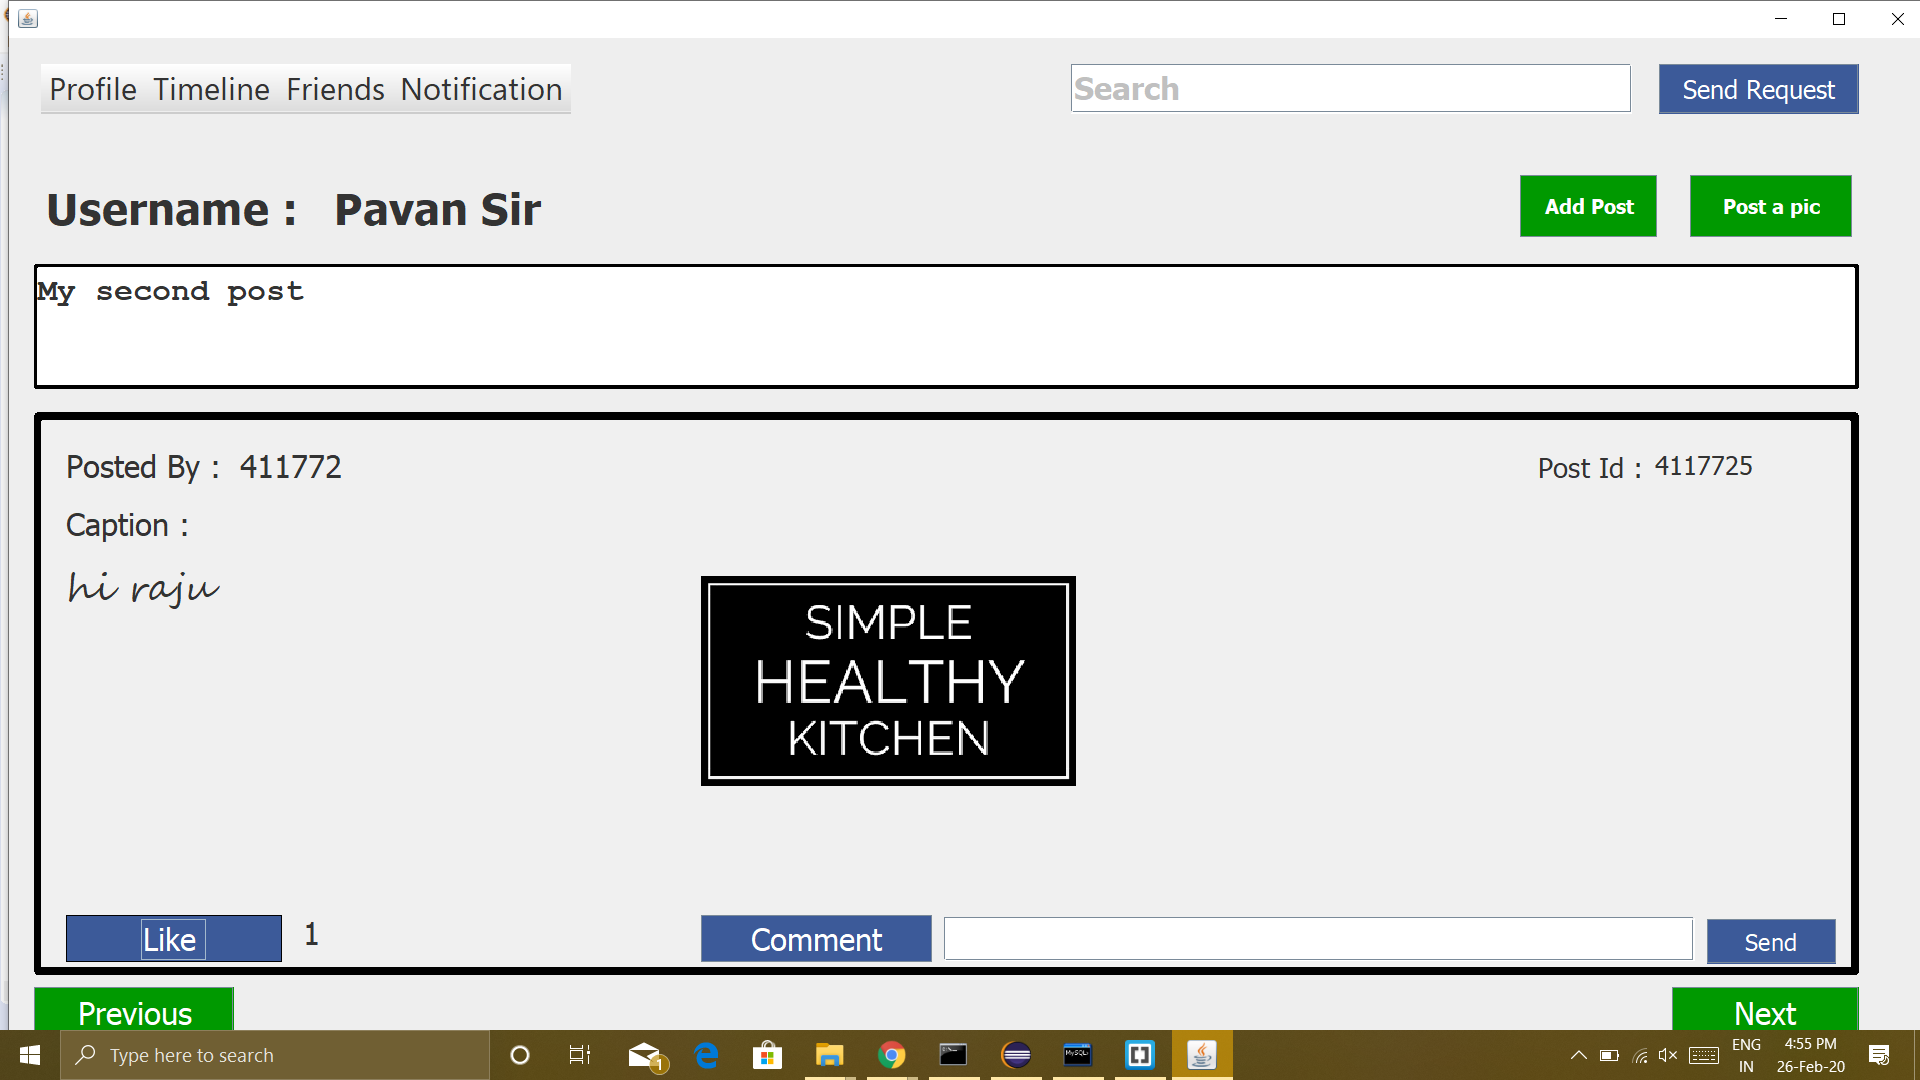 Profile Timeline Friends Notification
Search
Send Request
Username : Pavan Sir
Add Post
Post a pic
My second post
Posted By : 411772
Post Id : 4117725
Caption :
hi raju
SIMPLE
HEALTHY
KITCHEN
Like
1
Comment
Send
Previous
Next
Type here to search
1
MySQL
ENG
IN
4:55 PM
26-Feb-20